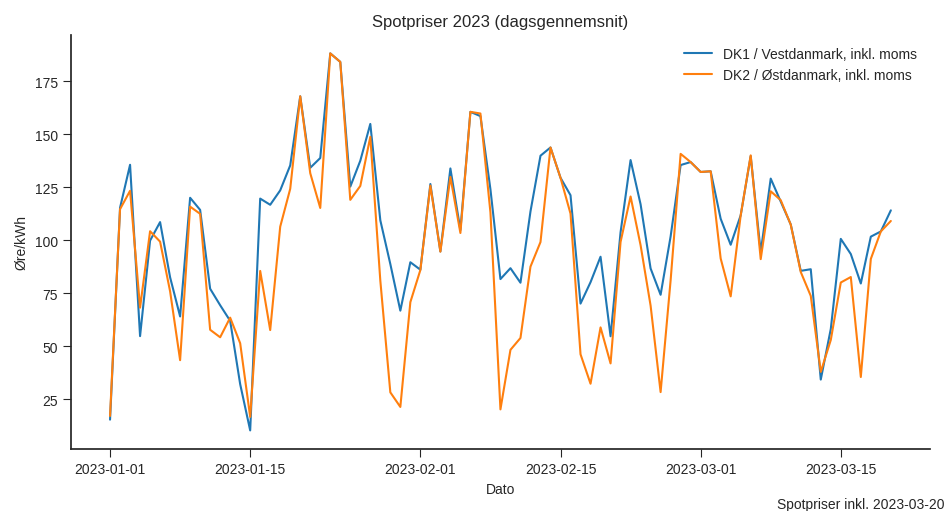 Spotpriser 2023 (dagsgennemsnit)
DK1 / Vestdanmark, inkl. moms
DK2 / Østdanmark, inkl. moms
Øre/kWh
175
150
125
100
75
50
25
2023-01-01
2023-01-15
2023-02-01
2023-02-15
2023-03-01
2023-03-15
Dato
Spotpriser inkl. 2023-03-20